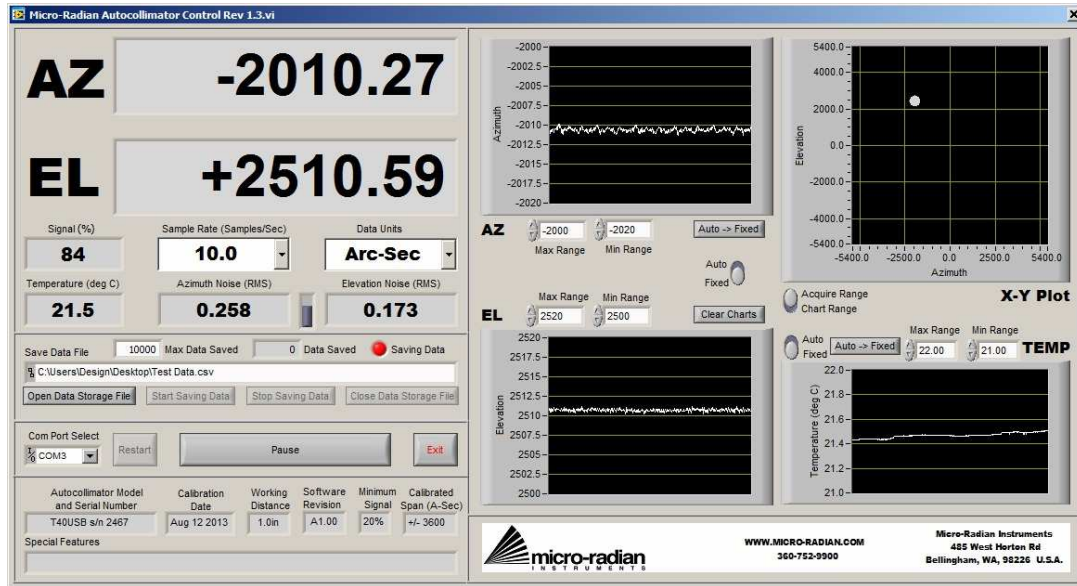 Micro-Radian Autocollimator Control Rev 1.3.vi
AZ
-2010.27
EL
+2510.59
Signal (%)
Sample Rate (Samples/Sec)
Data Units
84
10.0
Arc-Sec
Temperature (deg C)
Azimuth Noise (RMS)
Elevation Noise (RMS)
21.5
0.258
0.173
Save Data File
10000
Max Data Saved
0
Data Saved
Saving Data
C:\Users\Design\Desktop\Test Data.csv
Open Data Storage File
Start Saving Data
Stop Saving Data
Close Data Storage File
Com Port Select
COM3
Restart
Pause
Exit
Autocollimator Model
and Serial Number
Calibration
Date
Working
Distance
Software
Revision
Minimum
Signal
Calibrated
Span (A-Sec)
T40USB s/n 2467
Aug 12 2013
1.0in
A1.00
20%
+/- 3600
Special Features
-2000
-2002.5
-2005
-2007.5
-2010
-2012.5
-2015
-2017.5
-2020
Azimuth
AZ
-2000
-2020
Max Range
Min Range
Auto -> Fixed
Auto
Fixed
EL
Max Range
Min Range
2520
2500
Clear Charts
2520
2517.5
2515
2512.5
2510
2507.5
2505
2502.5
2500
Elevation
5400.0
4000.0
2000.0
0.0
-2000.0
-4000.0
-5400.0
Elevation
-5400.0
-2500.0
0.0
2500.0
5400.0
Azimuth
Acquire Range
Chart Range
X-Y Plot
Auto
Fixed
Auto -> Fixed
Max Range
Min Range
22.00
21.00
TEMP
22.0
21.8
21.6
21.4
21.2
21.0
Temperature (deg C)
micro-radian
INSTRUMENTS
WWW.MICRO-RADIAN.COM
360-752-9900
Micro-Radian Instruments
485 West Horton Rd
Bellingham, WA, 98226 U.S.A.